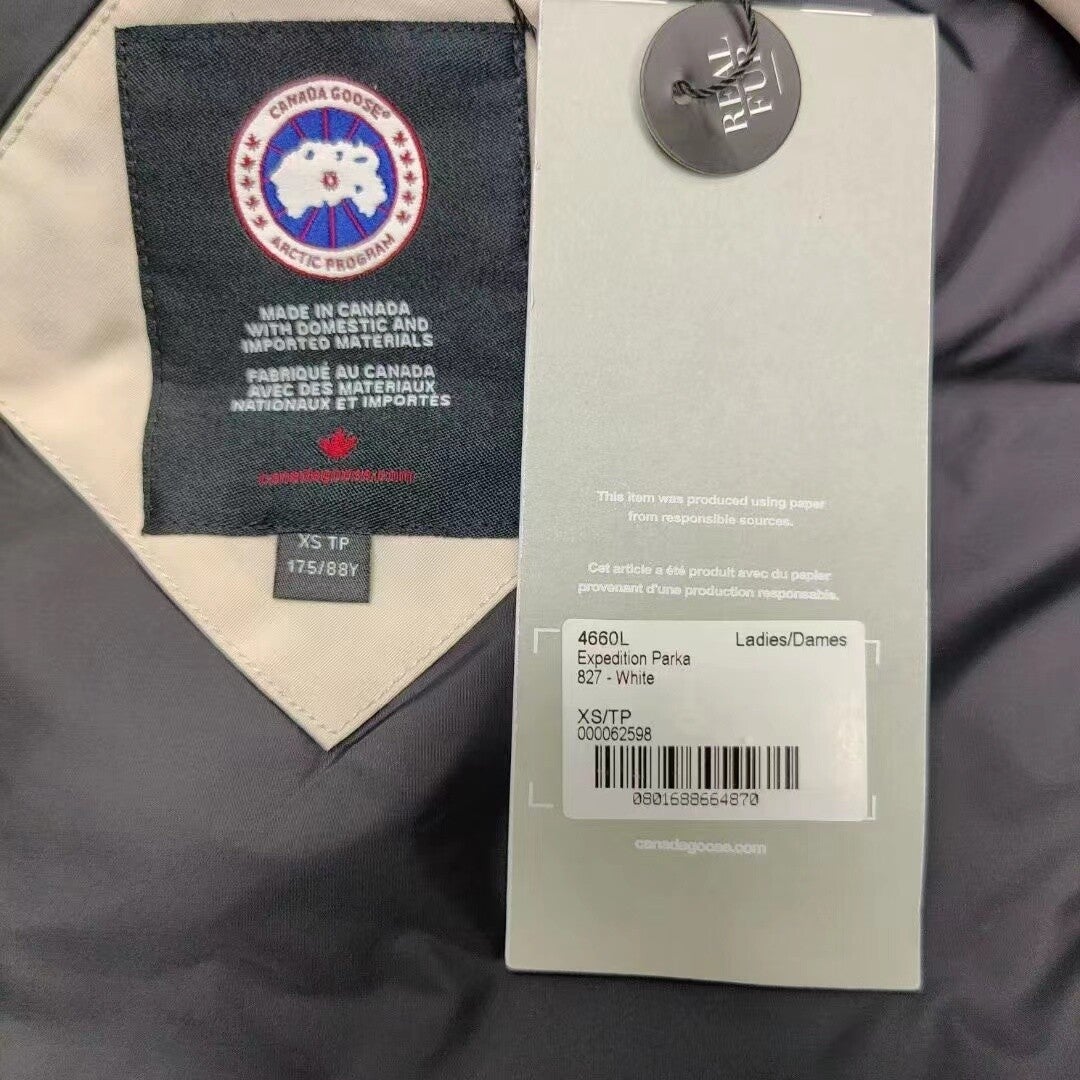 CANADA GOOSE®
ARCTIC PROGRAM
MADE IN CANADA
WITH DOMESTIC AND
IMPORTED MATERIALS
FABRIQUÉ AU CANADA
AVEC DES MATERIAUX
NATIONAUX ET IMPORTÉS
canadagoose.com
XS TP
175/88Y
REAL
FUR
This item was produced using paper
from responsible sources.
Cet article a été produit avec du papier
provenant d'une production responsable.
4660L Ladies/Dames
Expedition Parka
827 - White
XS/TP
000062598
0801688664870
canadagoose.com